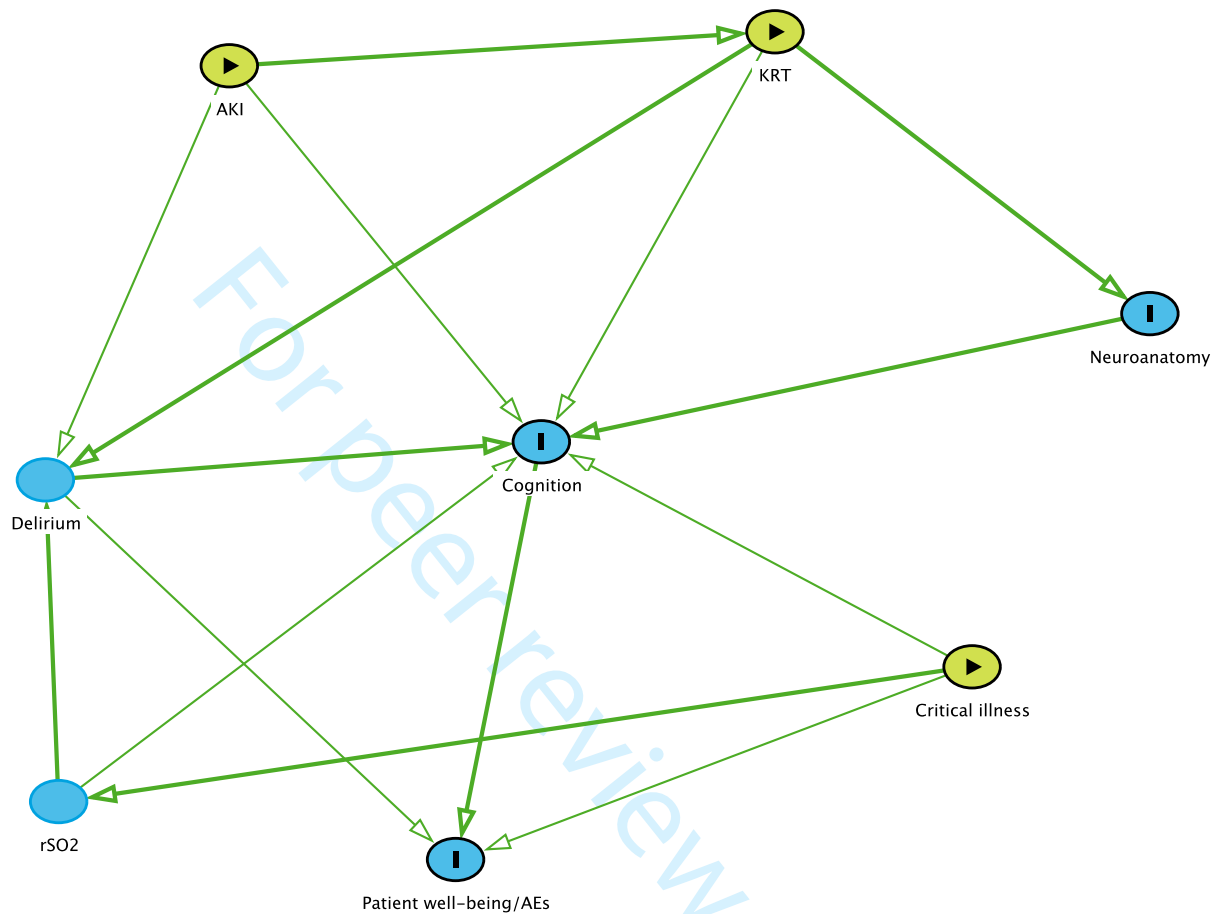 KRT
AKI
Neuroanatomy
Cognition
Delirium
Critical illness
rSO2
Patient well-being/AEs
For peer review